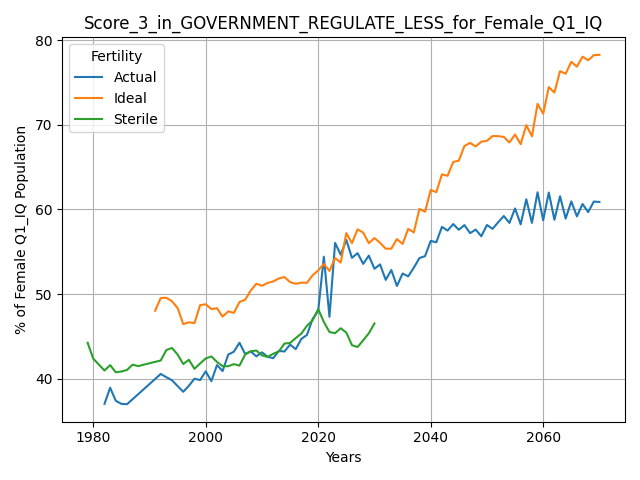 Score_3_in_GOVERNMENT_REGULATE_LESS_for_Female_Q1_IQ
Fertility
Actual
Ideal
Sterile
% of Female Q1_IQ Population
80
70
60
50
40
1980
2000
2020
2040
2060
Years